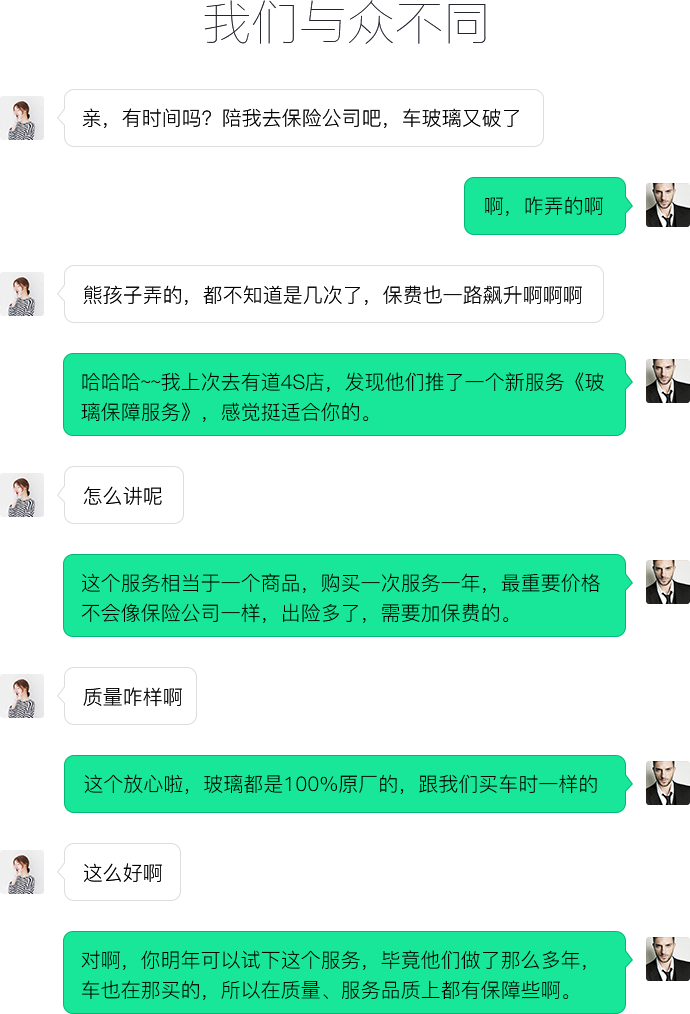 我们与众不同
亲，有时间吗？陪我去保险公司吧，车玻璃又破了
啊，咋弄的啊
熊孩子弄的，都不知道是几次了，保费也一路飙升啊啊啊
哈哈哈~~我上次去有道4S店，发现他们推了一个新服务《玻
璃保障服务》，感觉挺适合你的。
怎么讲呢
这个服务相当于一个商品，购买一次服务一年，最重要价格
不会像保险公司一样，出险多了，需要加保费的。
质量咋样啊
这个放心啦，玻璃都是100%原厂的，跟我们买车时一样的
这么好啊
对啊，你明年可以试下这个服务，毕竟他们做了那么多年，
车也在那买的，所以在质量、服务品质上都有保障些啊。